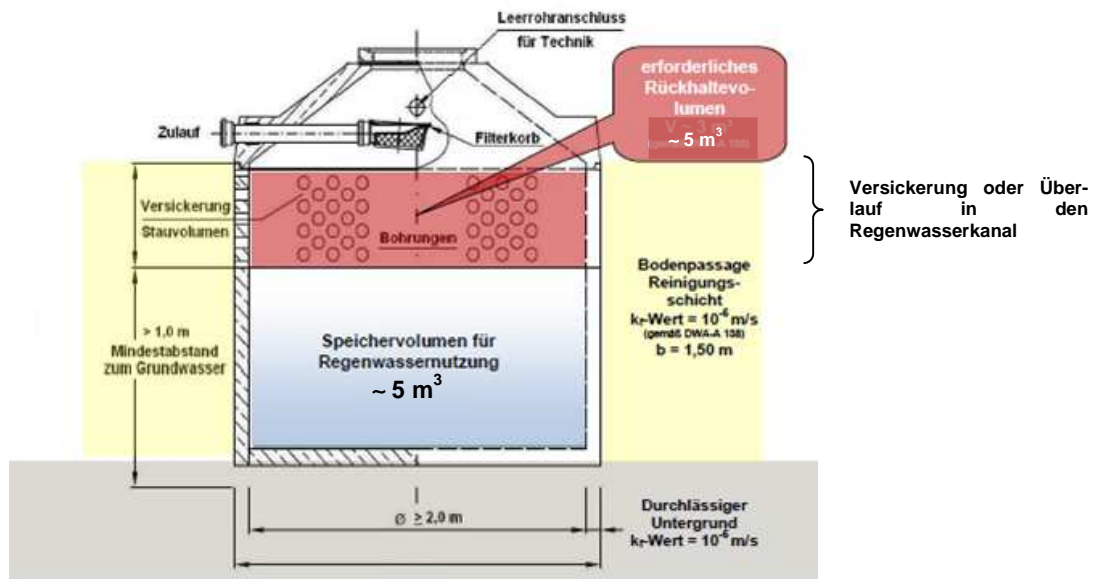 Leerrohranschluss
für Technik
erforderliches
Rückhaltevo-
lumen
V ~ 3 m³
~ 5 m³
Zulauf
Filterkorb
Versickerung oder Über-
lauf in den
Regenwasserkanal
Versickerung
Stauvolumen
Bohrungen
Bodenpassage
Reinigungs-
schicht
kf-Wert = 10⁻⁶ m/s
(gemäß DWA-A 138)
b = 1,50 m
> 1,0 m
Mindestabstand
zum Grundwasser
Speichervolumen für
Regenwassernutzung
~ 5 m³
Ø ≥ 2,0 m
Durchlässiger
Untergrund
kf-Wert = 10⁻⁶ m/s